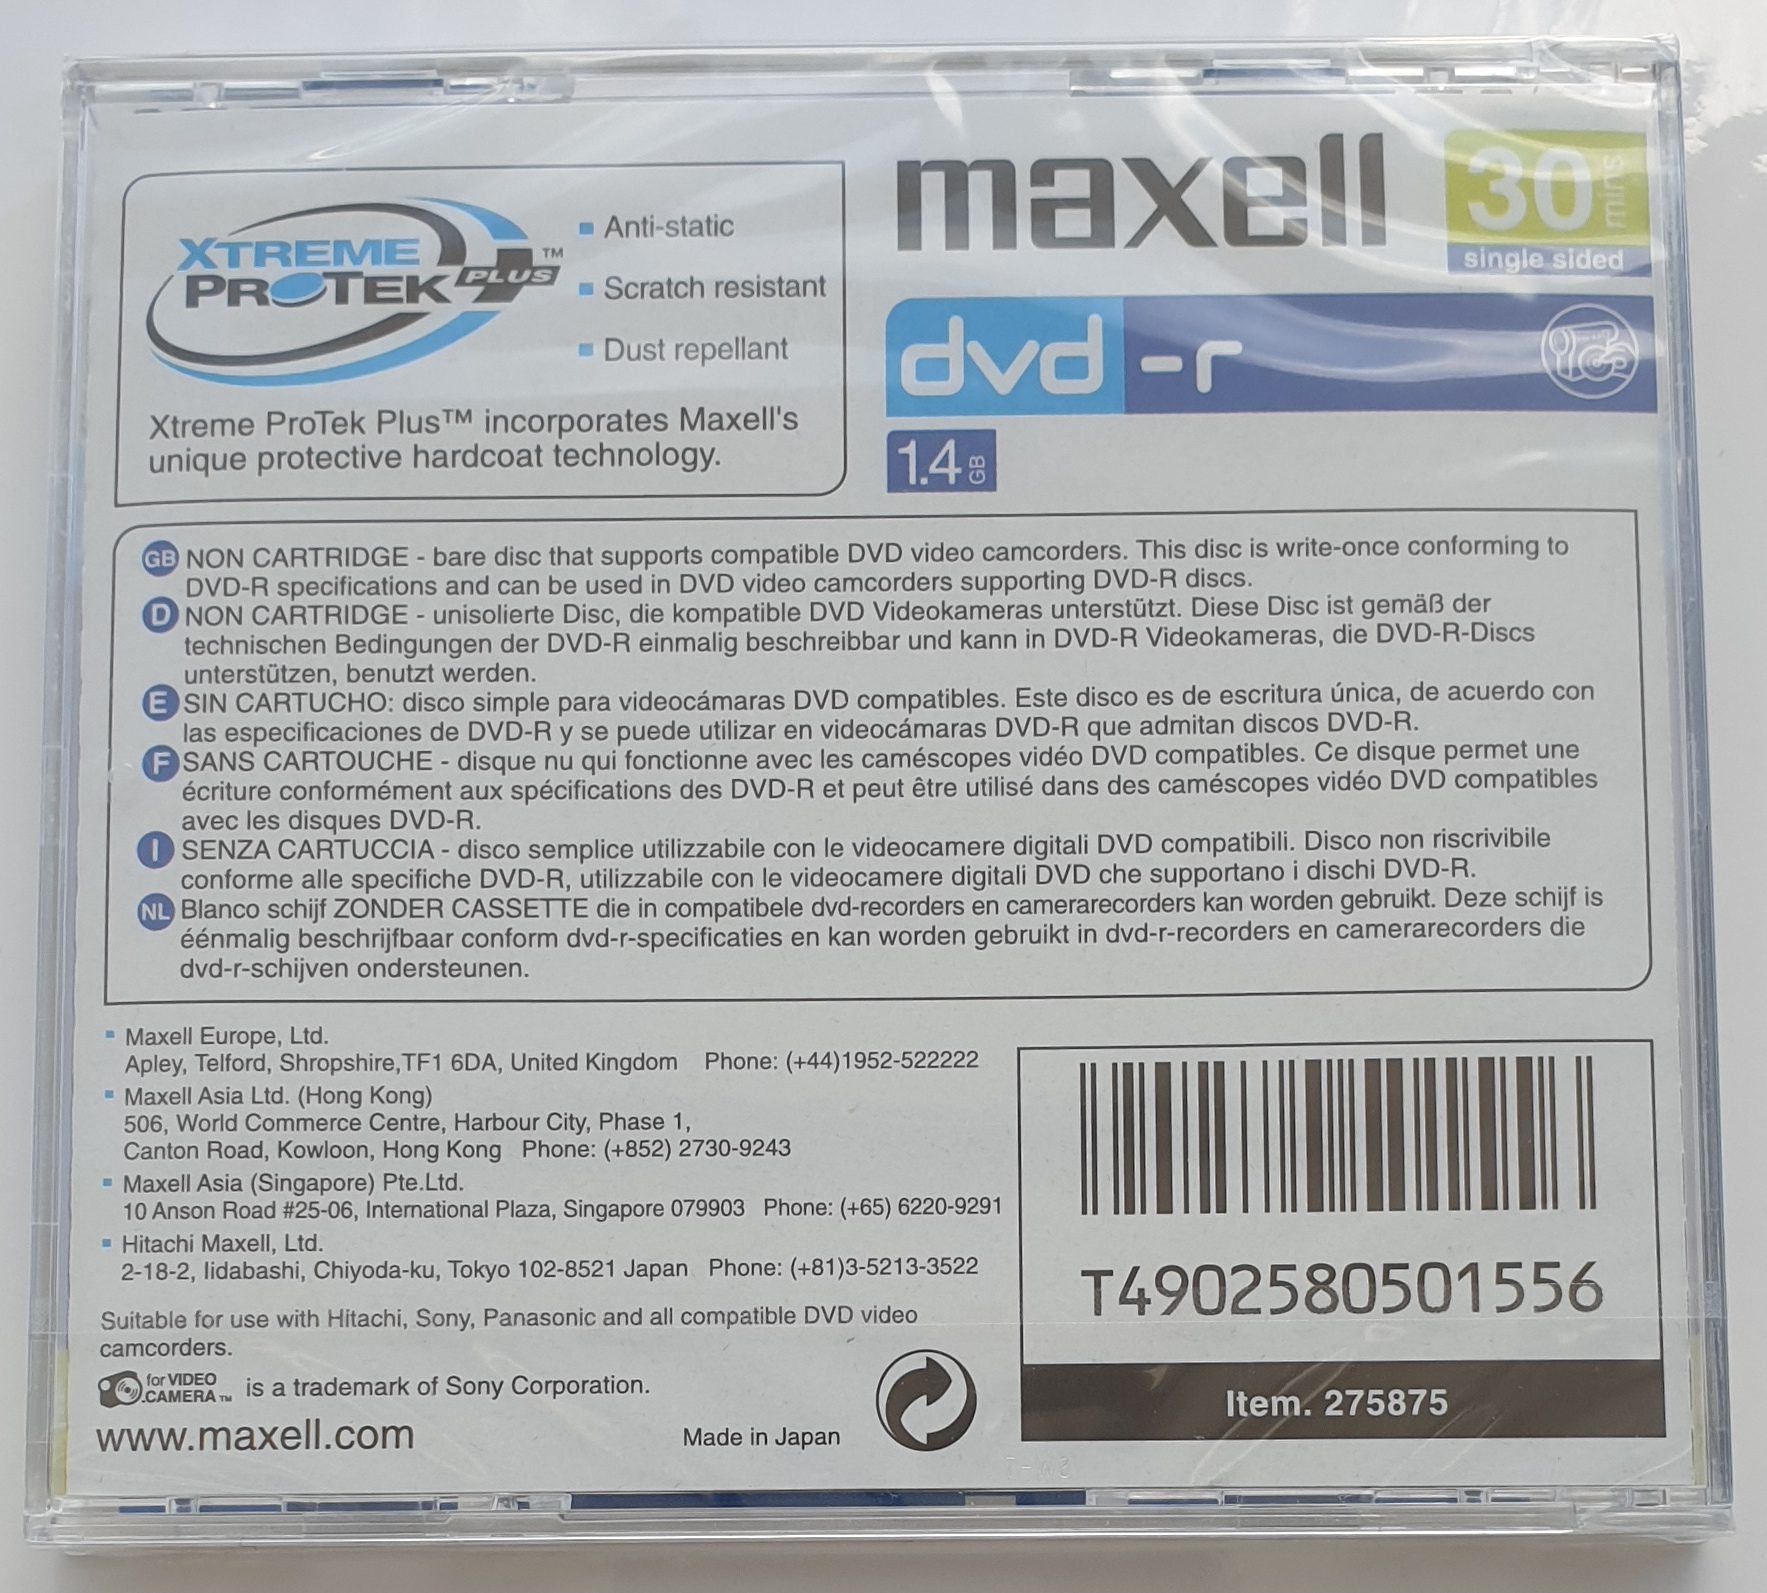 XTREME
PROTEK PLUS™
Anti-static
Scratch resistant
Dust repellant
Xtreme ProTek Plus™ incorporates Maxell's
unique protective hardcoat technology.
maxell
30 mins
single sided
dvd -r
1.4 GB
GB NON CARTRIDGE - bare disc that supports compatible DVD video camcorders. This disc is write-once conforming to
DVD-R specifications and can be used in DVD video camcorders supporting DVD-R discs.
D NON CARTRIDGE - unisolierte Disc, die kompatible DVD Videokameras unterstützt. Diese Disc ist gemäß der
technischen Bedingungen der DVD-R einmalig beschreibbar und kann in DVD-R Videokameras, die DVD-R-Discs
unterstützen, benutzt werden.
E SIN CARTUCHO: disco simple para videocámaras DVD compatibles. Este disco es de escritura única, de acuerdo con
las especificaciones de DVD-R y se puede utilizar en videocámaras DVD-R que admitan discos DVD-R.
F SANS CARTOUCHE - disque nu qui fonctionne avec les caméscopes vidéo DVD compatibles. Ce disque permet une
écriture conformément aux spécifications des DVD-R et peut être utilisé dans des caméscopes vidéo DVD compatibles
avec les disques DVD-R.
I SENZA CARTUCCIA - disco semplice utilizzabile con le videocamere digitali DVD compatibili. Disco non riscrivibile
conforme alle specifiche DVD-R, utilizzabile con le videocamere digitali DVD che supportano i dischi DVD-R.
NL Blanco schijf ZONDER CASSETTE die in compatibele dvd-recorders en camerarecorders kan worden gebruikt. Deze schijf is
éénmalig beschrijfbaar conform dvd-r-specificaties en kan worden gebruikt in dvd-r-recorders en camerarecorders die
dvd-r-schijven ondersteunen.
Maxell Europe, Ltd.
Apley, Telford, Shropshire,TF1 6DA, United Kingdom Phone: (+44)1952-522222
Maxell Asia Ltd. (Hong Kong)
506, World Commerce Centre, Harbour City, Phase 1,
Canton Road, Kowloon, Hong Kong Phone: (+852) 2730-9243
Maxell Asia (Singapore) Pte.Ltd.
10 Anson Road #25-06, International Plaza, Singapore 079903 Phone: (+65) 6220-9291
Hitachi Maxell, Ltd.
2-18-2, Iidabashi, Chiyoda-ku, Tokyo 102-8521 Japan Phone: (+81)3-5213-3522
Suitable for use with Hitachi, Sony, Panasonic and all compatible DVD video
camcorders.
for VIDEO
CAMERA™ is a trademark of Sony Corporation.
www.maxell.com
Made in Japan
T4902580501556
Item. 275875